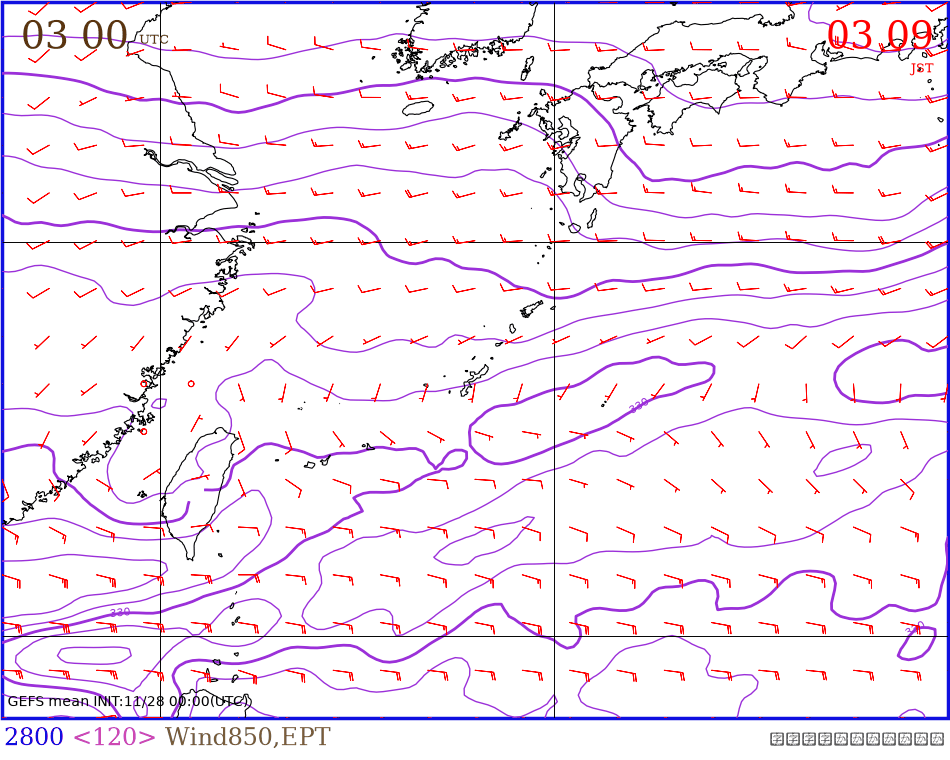 03 00 UTC
03 09
JST
330
330
GEFS mean INIT:11/28 00:00(UTC)
2800 <120> Wind850,EPT